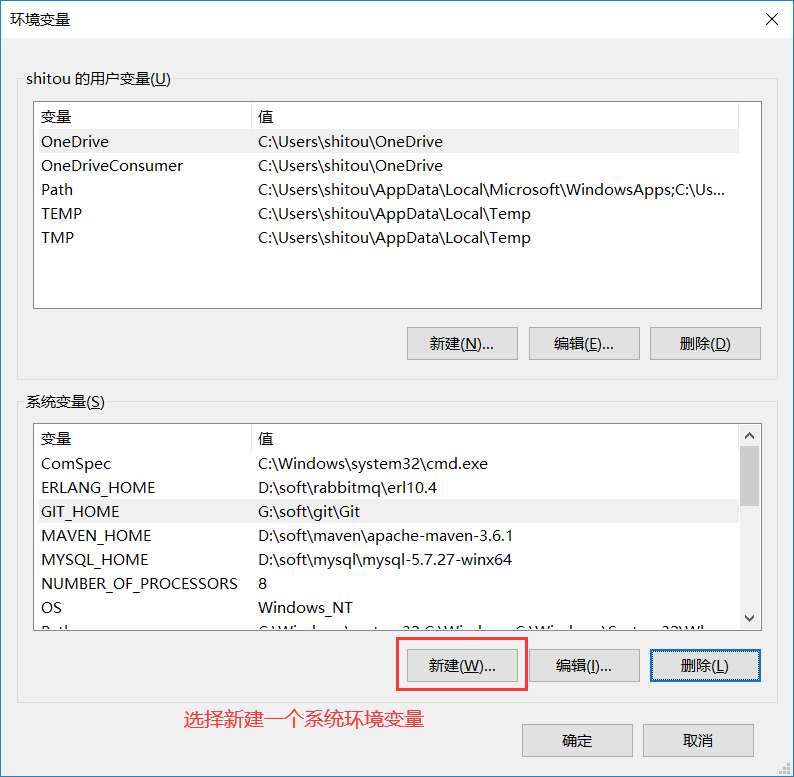 环境变量
shitou 的用户变量(U)
变量 值
OneDrive C:\Users\shitou\OneDrive
OneDriveConsumer C:\Users\shitou\OneDrive
Path C:\Users\shitou\AppData\Local\Microsoft\WindowsApps;C:\Us...
TEMP C:\Users\shitou\AppData\Local\Temp
TMP C:\Users\shitou\AppData\Local\Temp
新建(N)... 编辑(E)... 删除(D)
系统变量(S)
变量 值
ComSpec C:\Windows\system32\cmd.exe
ERLANG_HOME D:\soft\rabbitmq\erl10.4
GIT_HOME G:\soft\git\Git
MAVEN_HOME D:\soft\maven\apache-maven-3.6.1
MYSQL_HOME D:\soft\mysql\mysql-5.7.27-winx64
NUMBER_OF_PROCESSORS 8
OS Windows_NT
新建(W)... 编辑(I)... 删除(L)
选择新建一个系统环境变量
确定 取消